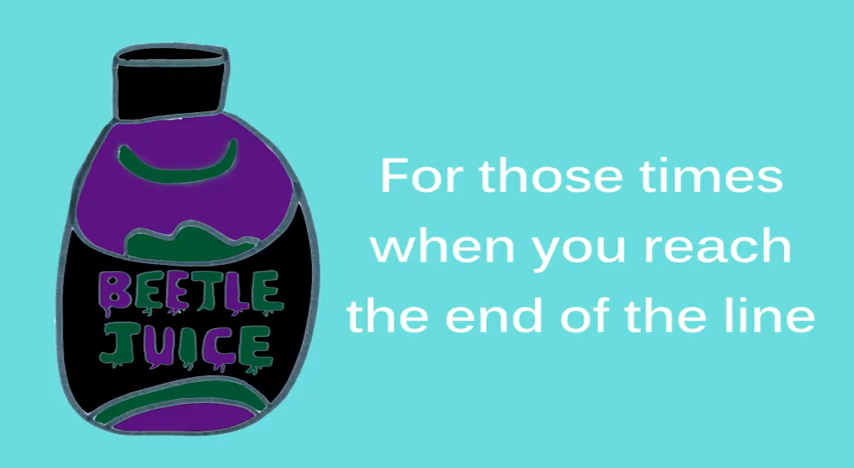 BEETLE
JUICE
For those times
when you reach
the end of the line